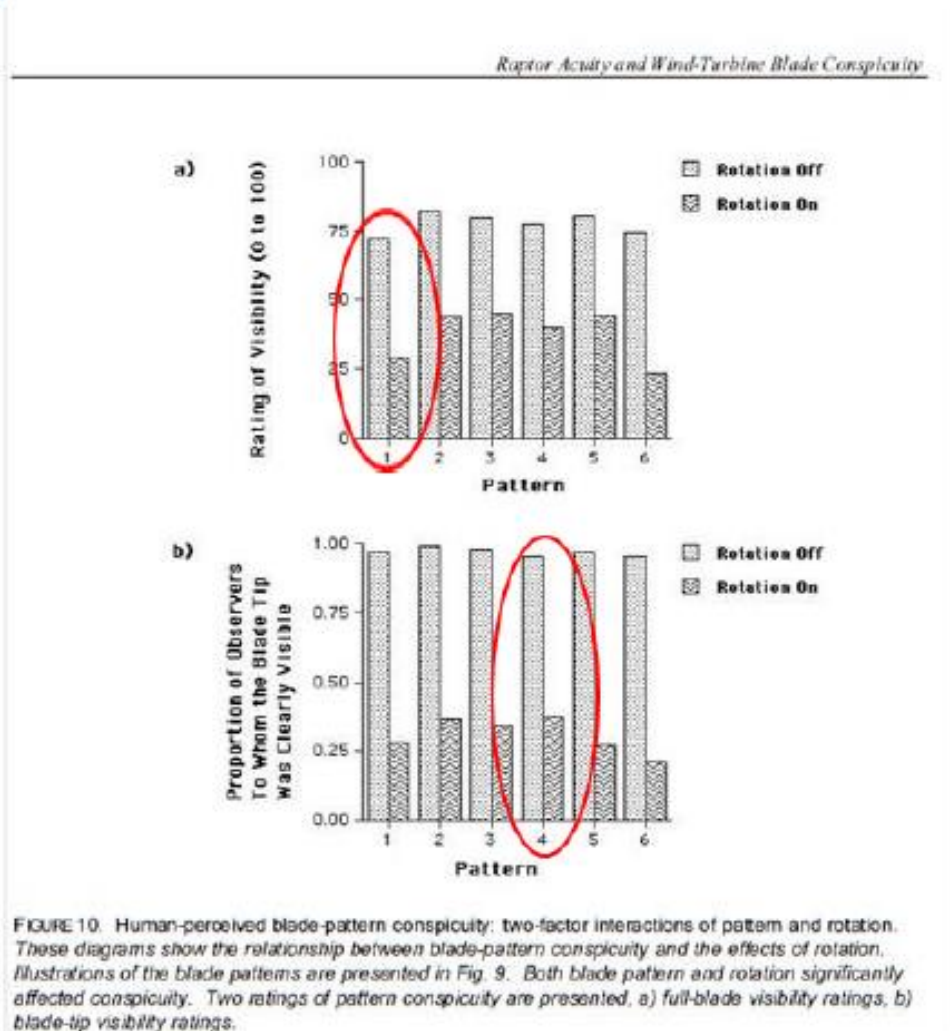 Raptor Acuity and Wind-Turbine Blade Conspicuity
a)
Rating of Visibility (0 to 100)
100
75
50
25
0
1 2 3 4 5 6
Pattern
Rotation Off
Rotation On
b)
Proportion of Observers
To Whom the Blade Tip
Was Clearly Visible
1.00
0.75
0.50
0.25
0.00
1 2 3 4 5 6
Pattern
Rotation Off
Rotation On
FIGURE 10. Human-perceived blade-pattern conspicuity: two-factor interactions of pattern and rotation.
These diagrams show the relationship between blade-pattern conspicuity and the effects of rotation.
Illustrations of the blade patterns are presented in Fig. 9. Both blade pattern and rotation significantly
affected conspicuity. Two ratings of pattern conspicuity are presented, a) full-blade visibility ratings, b)
blade-tip visibility ratings.